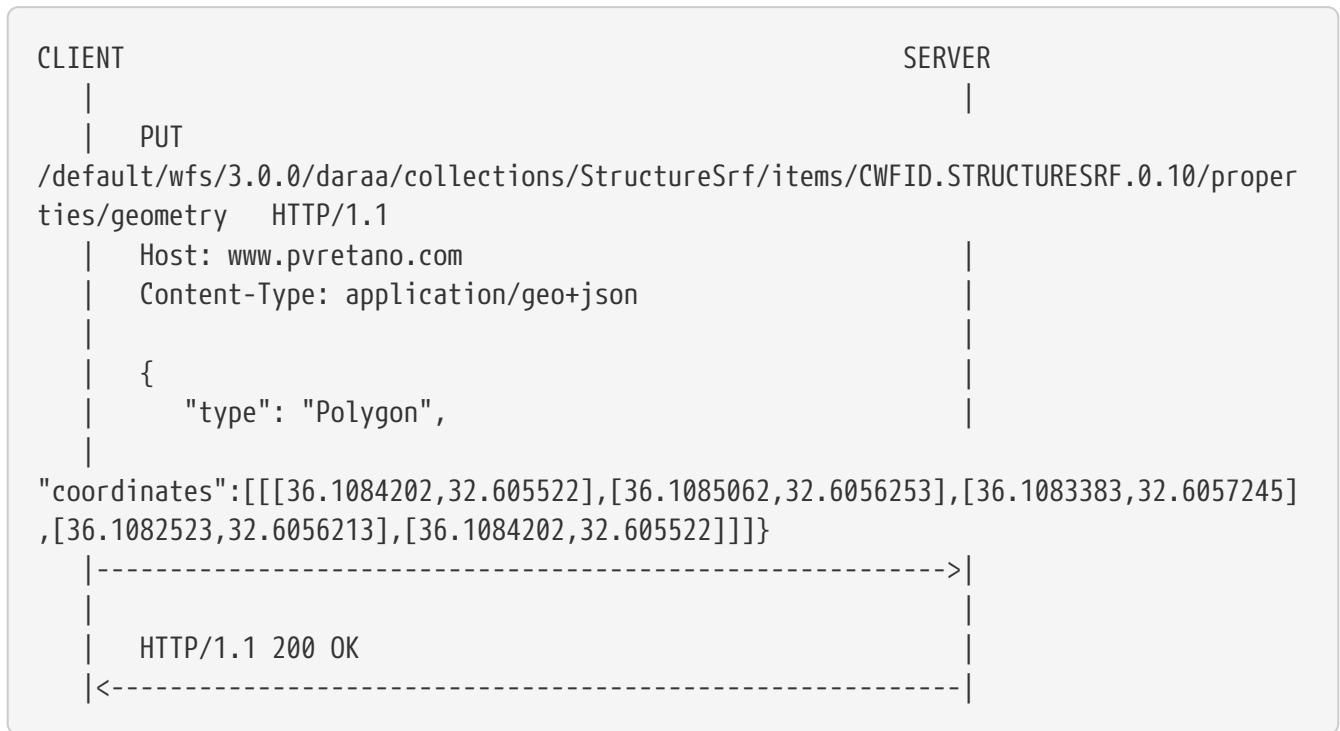 CLIENT                                                     SERVER
   |                                                          |
   |   PUT
/default/wfs/3.0.0/daraa/collections/StructureSrf/items/CWFID.STRUCTURESRF.0.10/proper
ties/geometry   HTTP/1.1
   |   Host: www.pvretano.com                                 |
   |   Content-Type: application/geo+json                     |
   |                                                          |
   |   {                                                      |
   |      "type": "Polygon",                                  |
   |
"coordinates":[[[36.1084202,32.605522],[36.1085062,32.6056253],[36.1083383,32.6057245]
,[36.1082523,32.6056213],[36.1084202,32.605522]]]}
   |--------------------------------------------------------->|
   |                                                          |
   |   HTTP/1.1 200 OK                                        |
   |<---------------------------------------------------------|